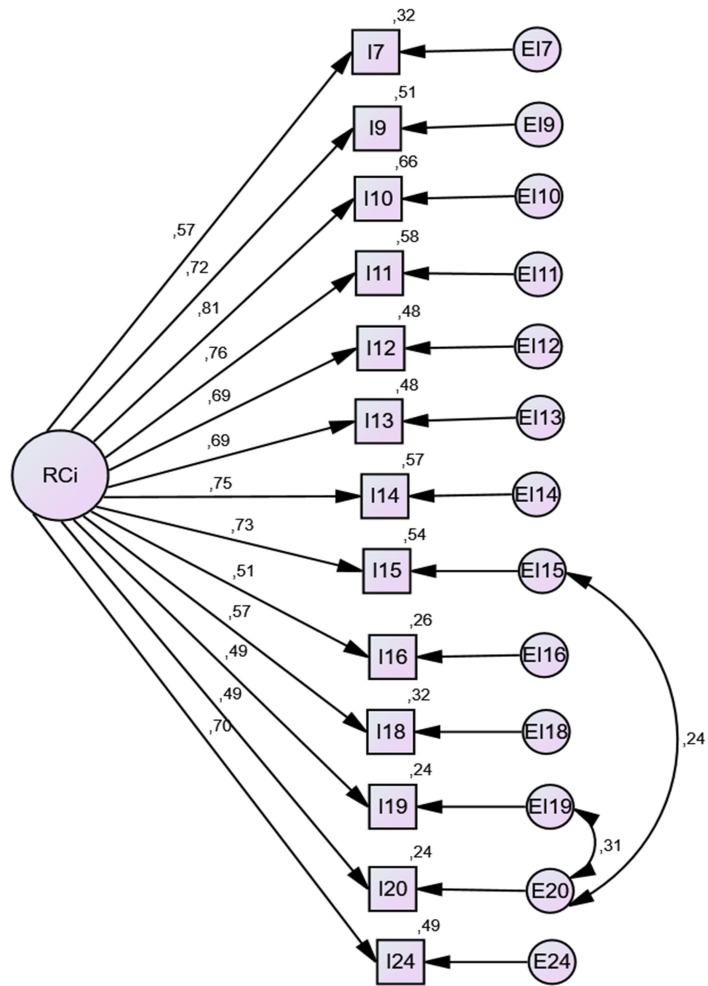 ,32
I7
EI7
,51
I9
EI9
,66
I10
EI10
,58
I11
EI11
,48
I12
EI12
,48
I13
EI13
,57
I14
EI14
,54
I15
EI15
,26
I16
EI16
,32
I18
EI18
,24
I19
EI19
,24
I20
E20
,49
I24
E24
,57
,72
,81
,76
,69
,69
,75
,73
,51
,57
,49
,49
,70
RCi
,24
,31